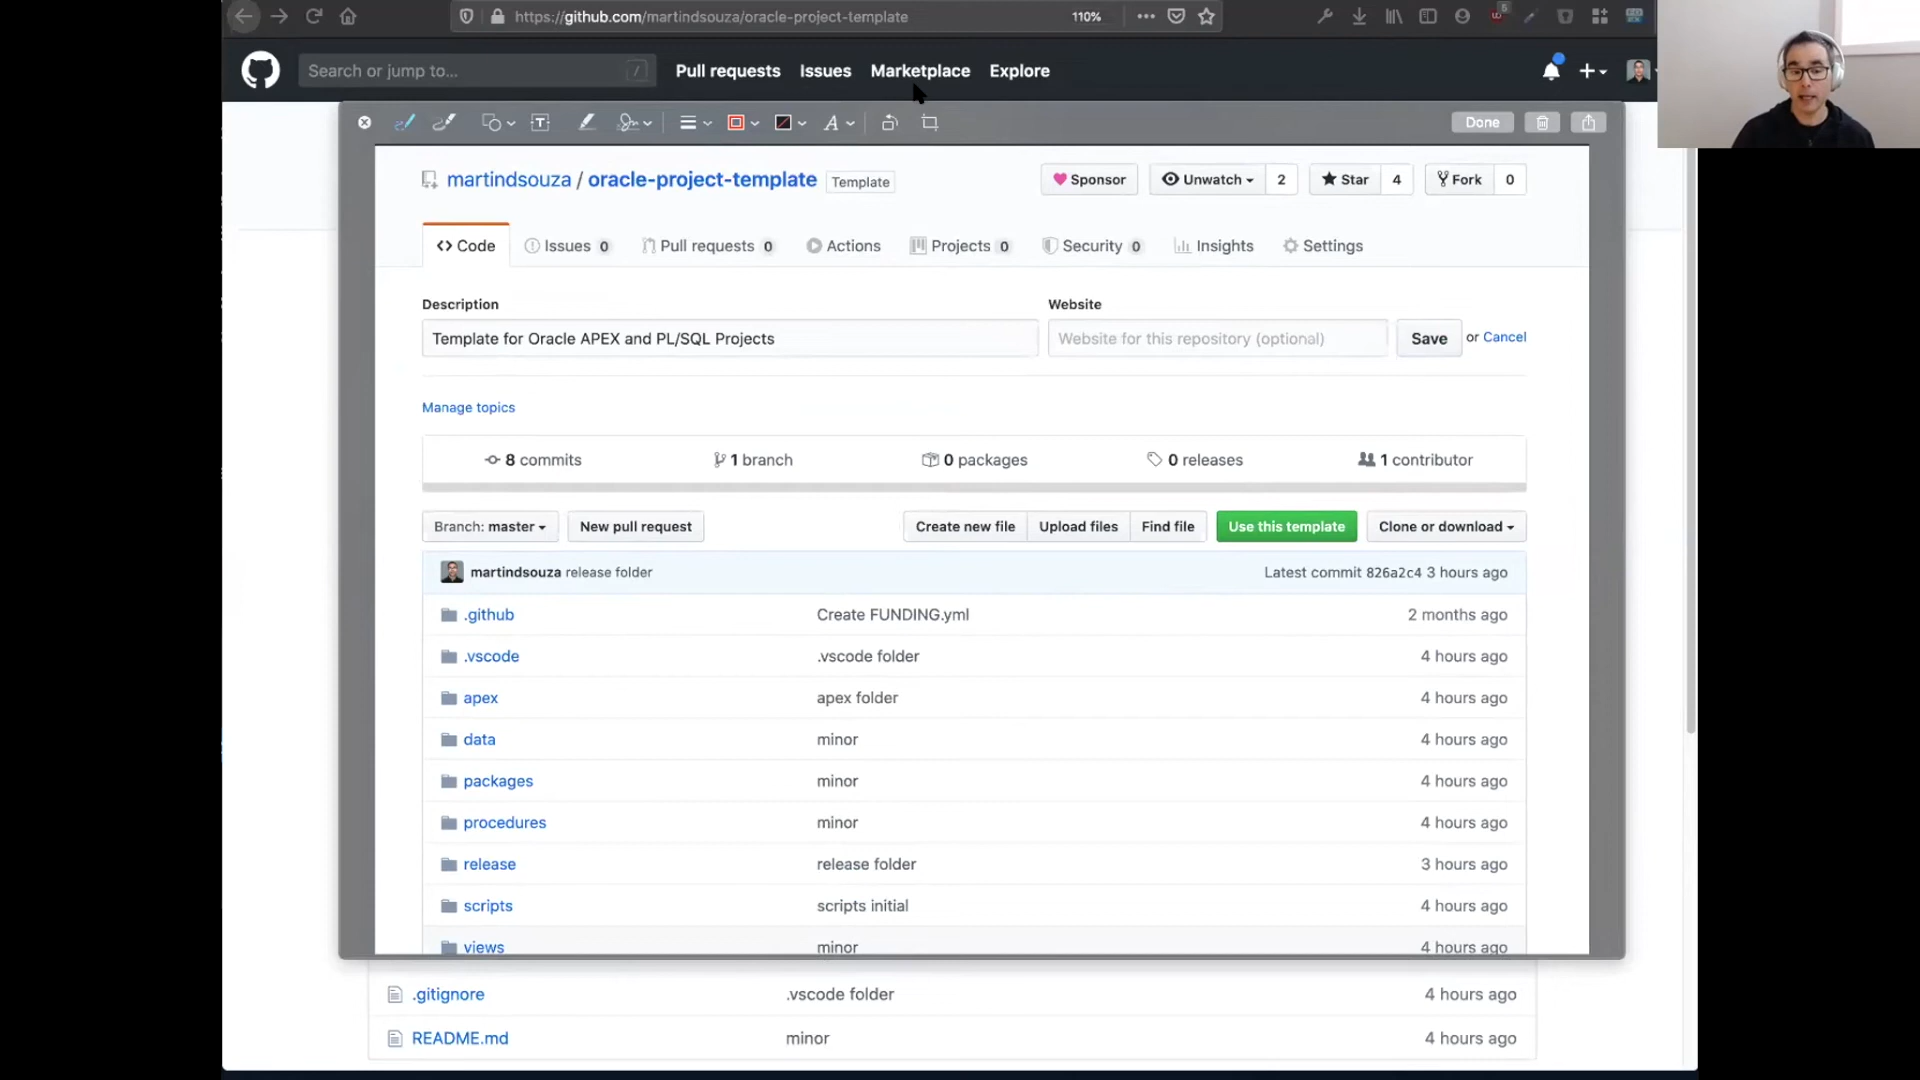 https://github.com/martindsouza/oracle-project-template
110%
5
Search or jump to... /
Pull requests Issues Marketplace Explore
Done
martindsouza / oracle-project-template Template
Sponsor Unwatch 2 Star 4 Fork 0
Code Issues 0 Pull requests 0 Actions Projects 0 Security 0 Insights Settings
Description Website
Template for Oracle APEX and PL/SQL Projects Website for this repository (optional) Save or Cancel
Manage topics
8 commits 1 branch 0 packages 0 releases 1 contributor
Branch: master New pull request Create new file Upload files Find file Use this template Clone or download
martindsouza release folder Latest commit 826a2c4 3 hours ago
.github Create FUNDING.yml 2 months ago
.vscode .vscode folder 4 hours ago
apex apex folder 4 hours ago
data minor 4 hours ago
packages minor 4 hours ago
procedures minor 4 hours ago
release release folder 3 hours ago
scripts scripts initial 4 hours ago
views minor 4 hours ago
.gitignore .vscode folder 4 hours ago
README.md minor 4 hours ago